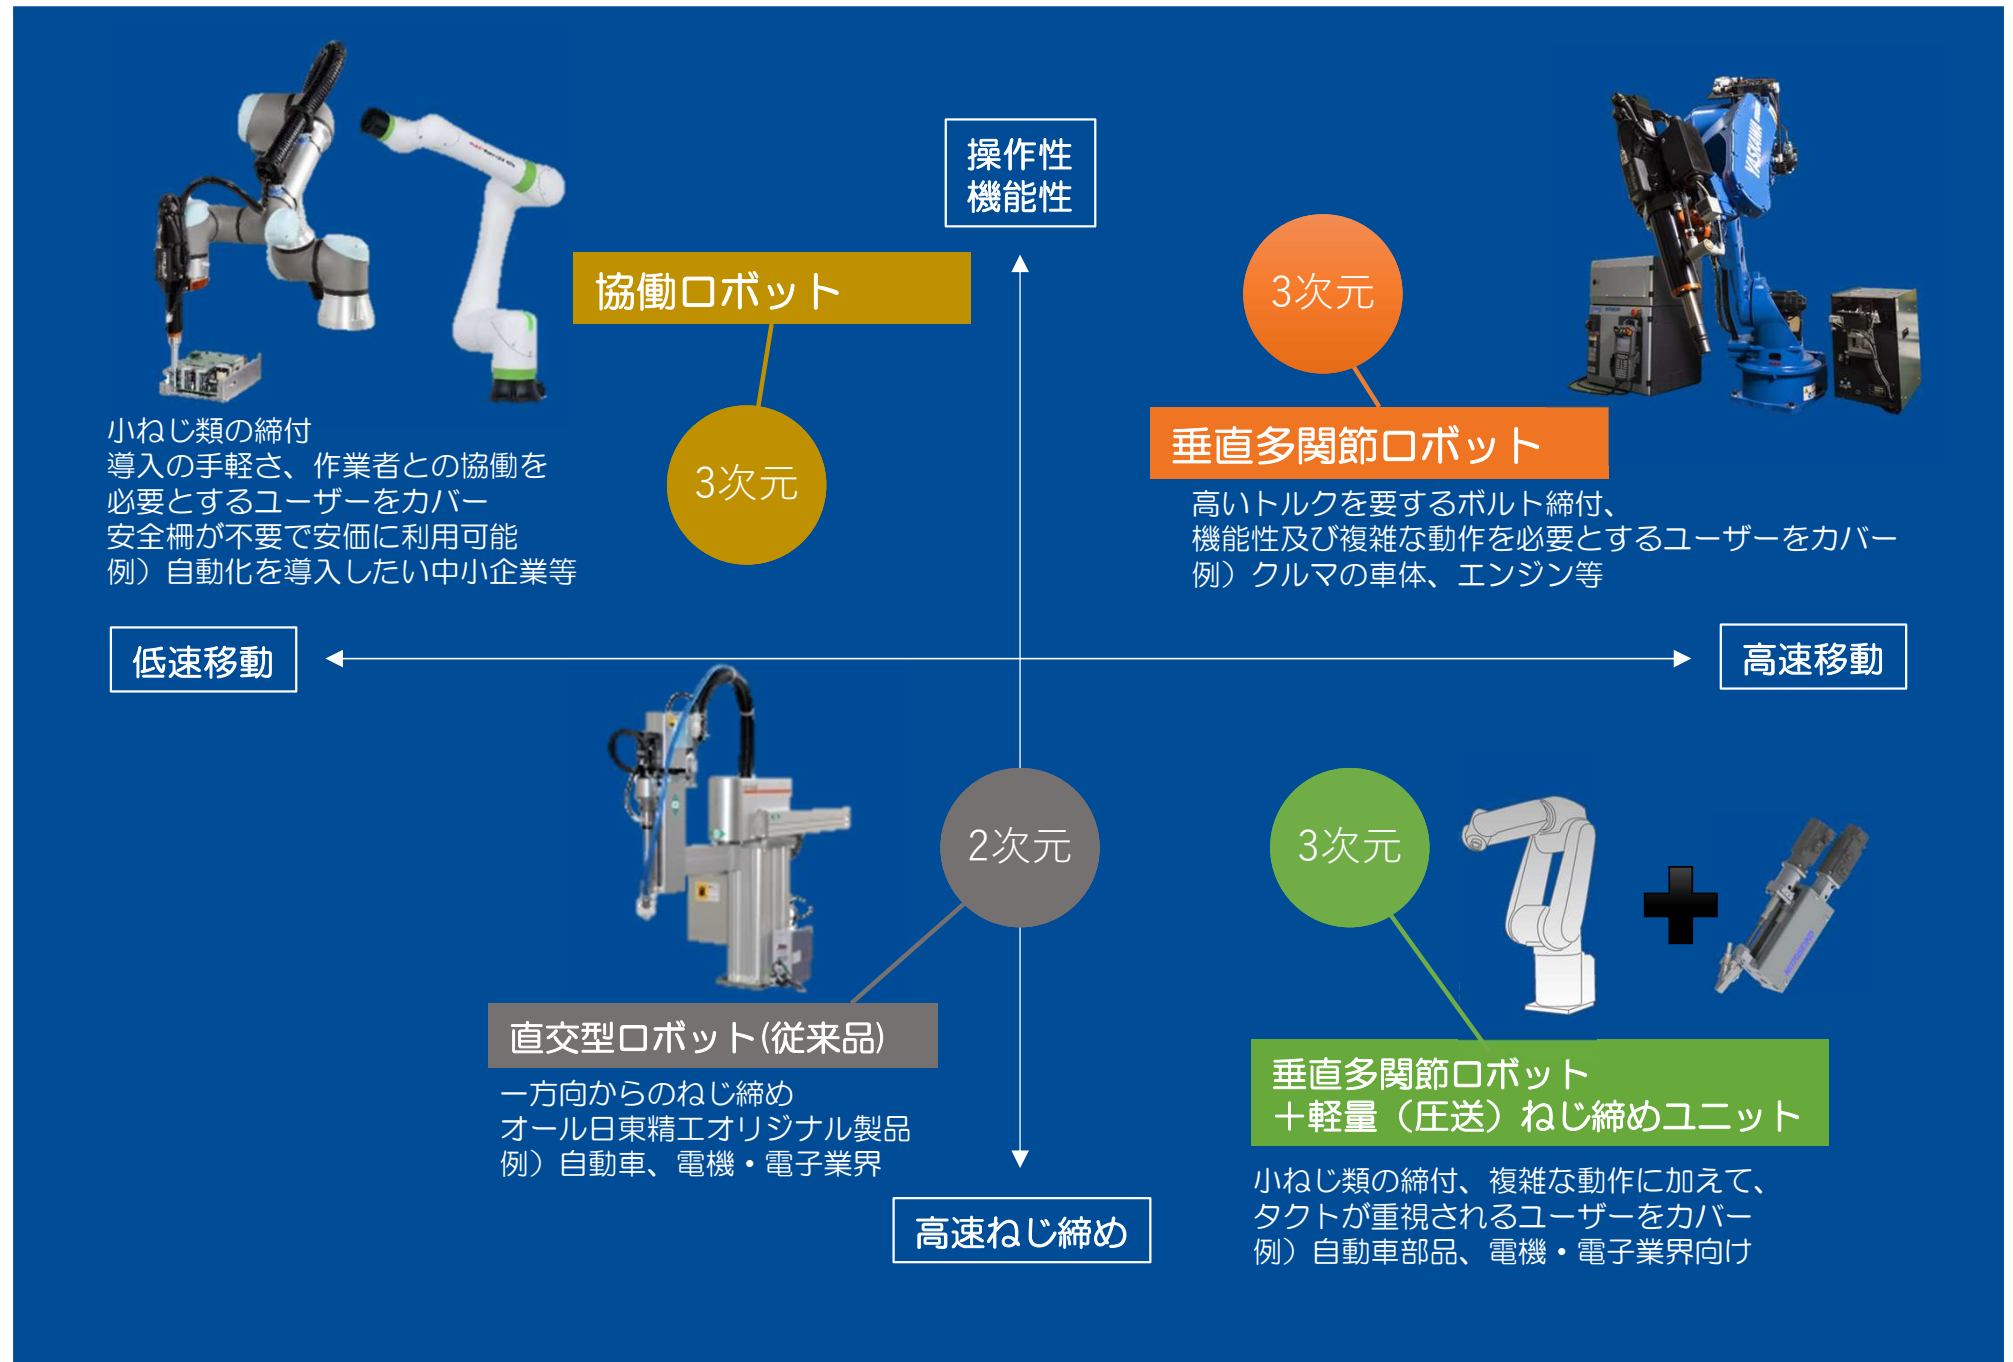 操作性
機能性
協働ロボット
3次元
小ねじ類の締付
導入の手軽さ、作業者との協働を
必要とするユーザーをカバー
安全柵が不要で安価に利用可能
例）自動化を導入したい中小企業等
3次元
YASKAWA
垂直多関節ロボット
高いトルクを要するボルト締付、
機能性及び複雑な動作を必要とするユーザーをカバー
例）クルマの車体、エンジン等
低速移動
高速移動
2次元
直交型ロボット(従来品)
一方向からのねじ締め
オール日東精工オリジナル製品
例）自動車、電機・電子業界
3次元
NITTOSEIKO
垂直多関節ロボット
＋軽量（圧送）ねじ締めユニット
小ねじ類の締付、複雑な動作に加えて、
タクトが重視されるユーザーをカバー
例）自動車部品、電機・電子業界向け
高速ねじ締め